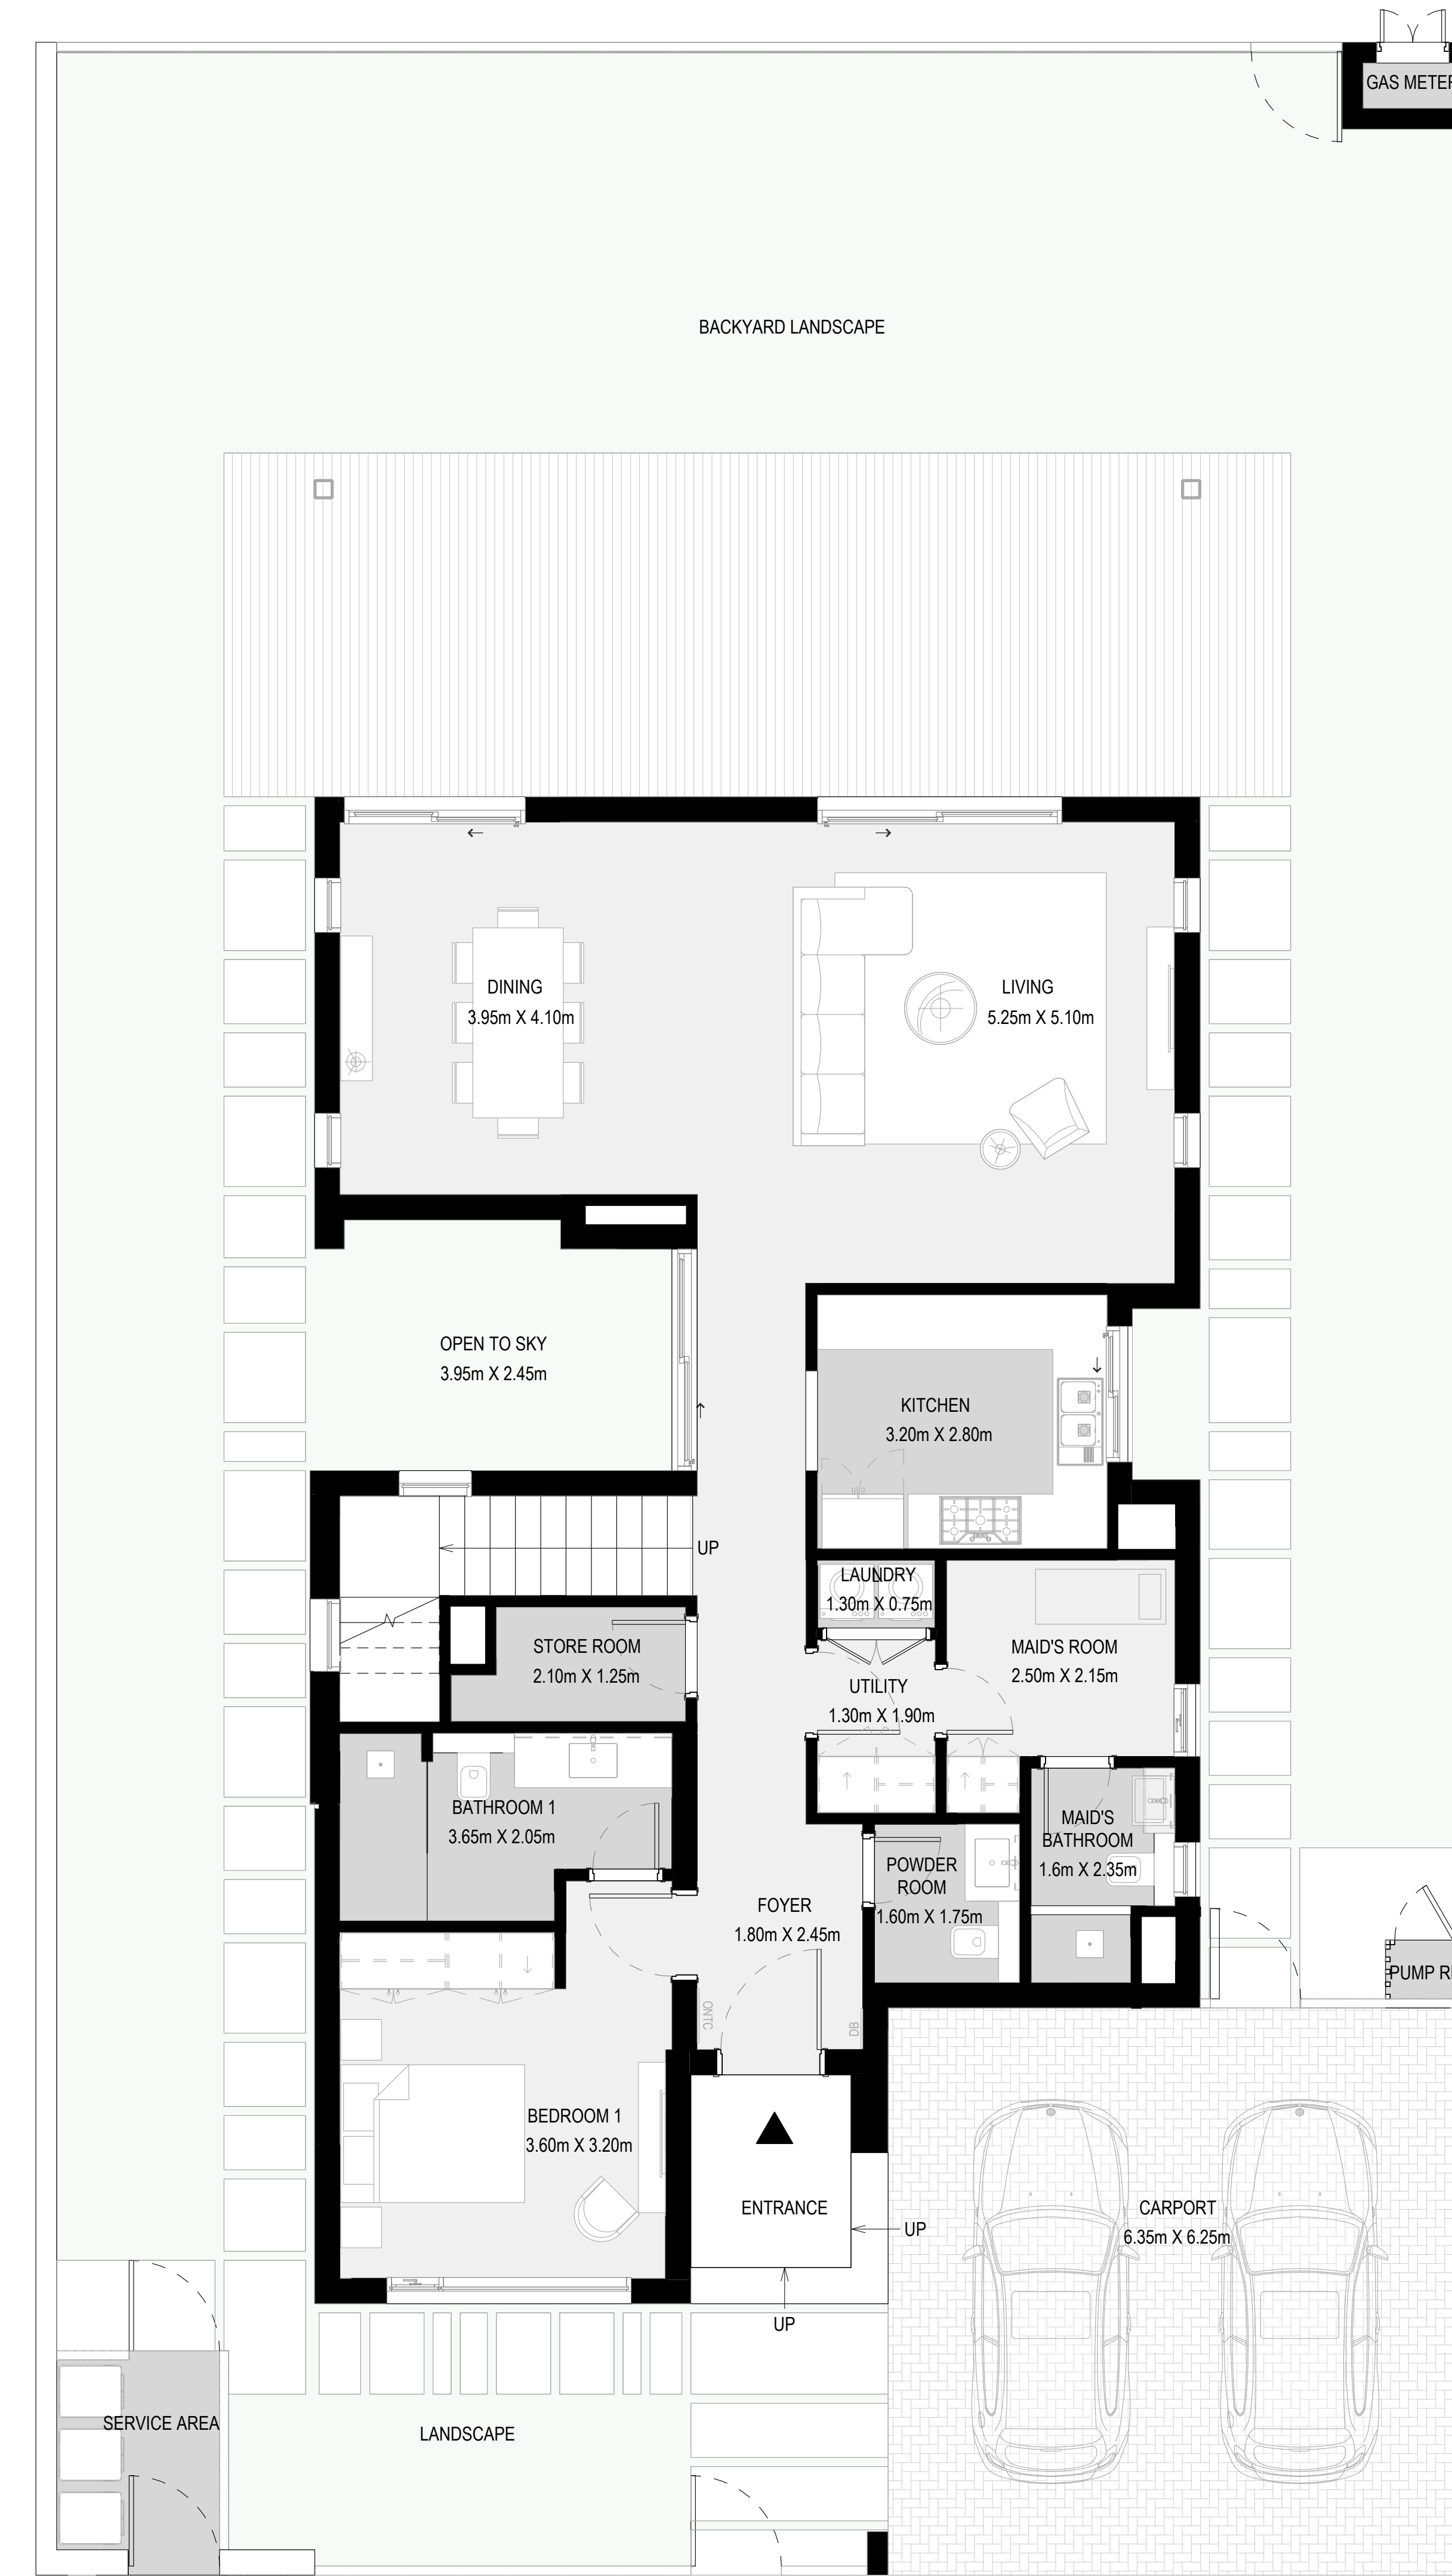 GAS METER
BACKYARD LANDSCAPE
DINING
3.95m X 4.10m
LIVING
5.25m X 5.10m
OPEN TO SKY
3.95m X 2.45m
KITCHEN
3.20m X 2.80m
UP
LAUNDRY
1.30m X 0.75m
STORE ROOM
2.10m X 1.25m
MAID'S ROOM
2.50m X 2.15m
UTILITY
1.30m X 1.90m
BATHROOM 1
3.65m X 2.05m
MAID'S
BATHROOM
1.6m X 2.35m
POWDER
ROOM
1.60m X 1.75m
FOYER
1.80m X 2.45m
PUMP R
ONTC
DB
BEDROOM 1
3.60m X 3.20m
ENTRANCE
CARPORT
6.35m X 6.25m
UP
UP
SERVICE AREA
LANDSCAPE